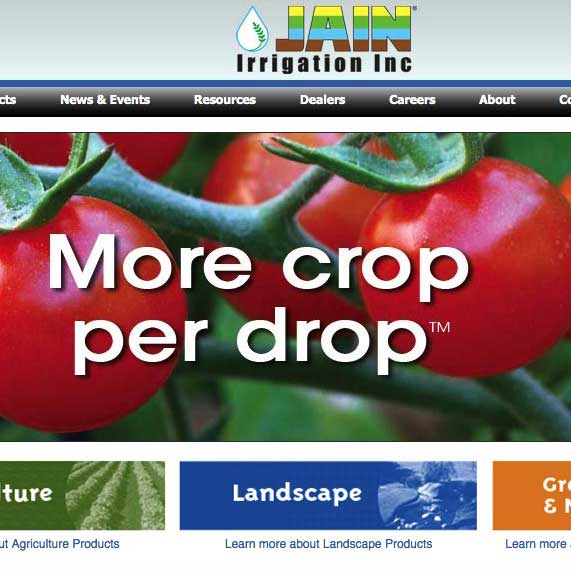 JAIN®
Irrigation Inc
cts News & Events Resources Dealers Careers About Co
More crop
per drop™
lture Landscape Gre
& N
ut Agriculture Products Learn more about Landscape Products Learn more